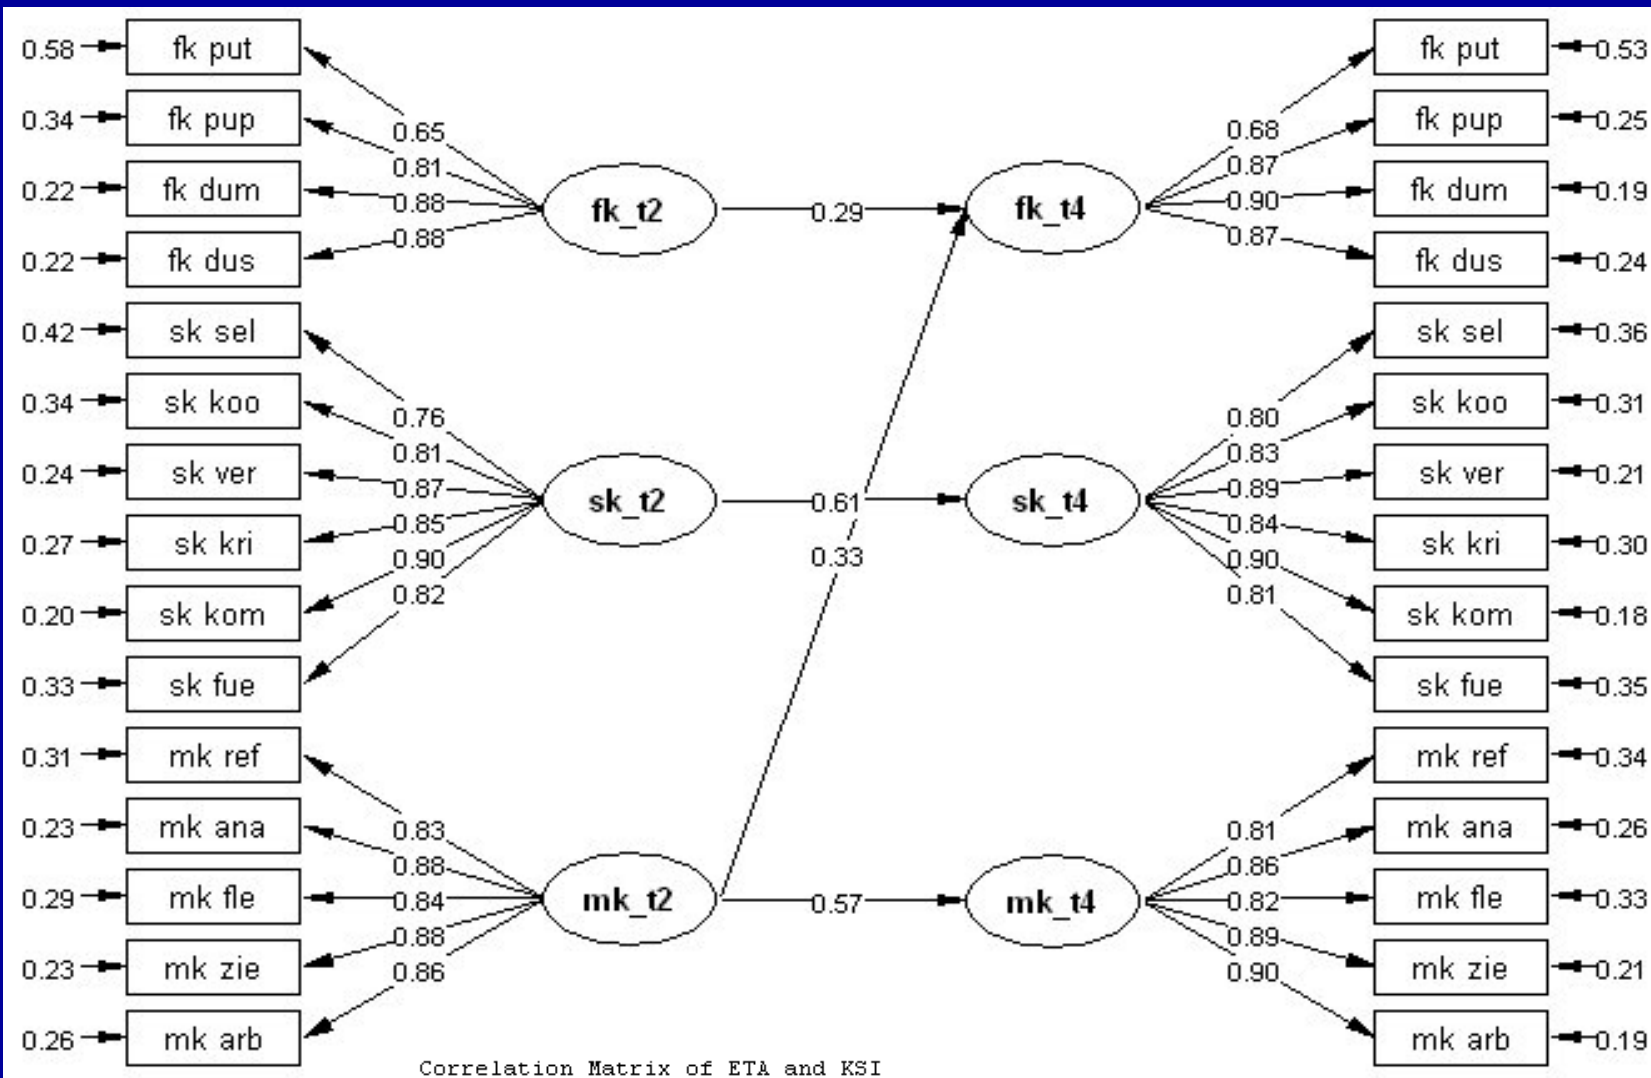 0.58 fk put fk put 0.53
0.34 fk pup 0.65 0.68 fk pup 0.25
0.81 0.87
0.22 fk dum 0.88 fk_t2 0.29 fk_t4 0.90 fk dum 0.19
0.88 0.87
0.22 fk dus fk dus 0.24
0.42 sk sel sk sel 0.36
0.34 sk koo 0.76 0.80 sk koo 0.31
0.81 0.83
0.24 sk ver 0.87 sk_t2 0.61 sk_t4 0.89 sk ver 0.21
0.27 sk kri 0.85 0.84 sk kri 0.30
0.90 0.33 0.90
0.20 sk kom 0.82 0.81 sk kom 0.18
0.33 sk fue sk fue 0.35
0.31 mk ref mk ref 0.34
0.23 mk ana 0.83 0.81 mk ana 0.26
0.88 0.86
0.29 mk fle 0.84 mk_t2 0.57 mk_t4 0.82 mk fle 0.33
0.88 0.89
0.23 mk zie 0.86 0.90 mk zie 0.21
0.26 mk arb mk arb 0.19
Correlation Matrix of ETA and KSI